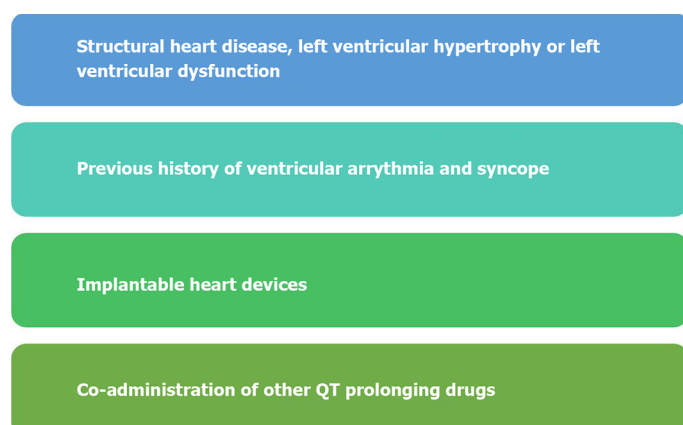 Structural heart disease, left ventricular hypertrophy or left
ventricular dysfunction
Previous history of ventricular arrythmia and syncope
Implantable heart devices
Co-administration of other QT prolonging drugs